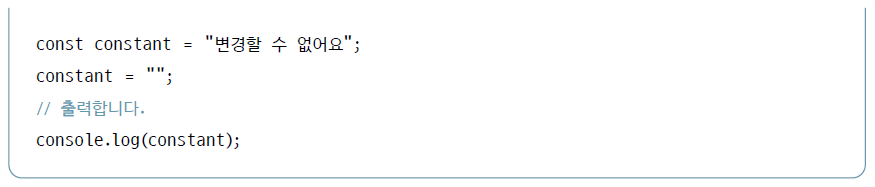 const constant = "변경할 수 없어요";
constant = "";
// 출력합니다.
console.log(constant);